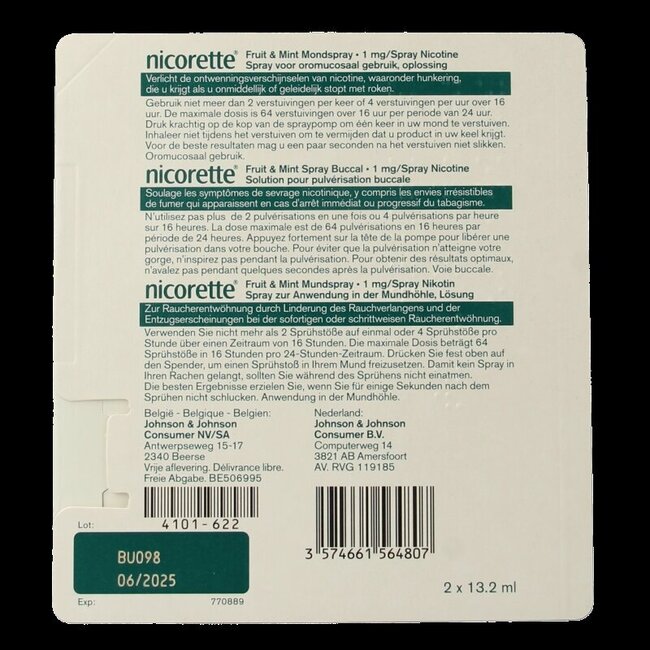 nicorette® Fruit & Mint Mondspray • 1 mg/Spray Nicotine
Spray voor oromucosaal gebruik, oplossing
Verlicht de ontwenningsverschijnselen van nicotine, waaronder hunkering,
die u krijgt als u onmiddellijk of geleidelijk stopt met roken.
Gebruik niet meer dan 2 verstuivingen per keer of 4 verstuivingen per uur over 16
uur. De maximale dosis is 64 verstuivingen over 16 uur per periode van 24 uur.
Druk krachtig op de kop van de spraypomp om één keer in uw mond te verstuiven.
Inhaleer niet tijdens het verstuiven om te vermijden dat u product in uw keel krijgt.
Voor de beste resultaten mag u een paar seconden na het verstuiven niet slikken.
Oromucosaal gebruik.
nicorette® Fruit & Mint Spray Buccal • 1 mg/Spray Nicotine
Solution pour pulvérisation buccale
Soulage les symptômes de sevrage nicotinique, y compris les envies irrésistibles
de fumer qui apparaissent en cas d'arrêt immédiat ou progressif du tabagisme.
N'utilisez pas plus de 2 pulvérisations en une fois ou 4 pulvérisations par heure
sur 16 heures. La dose maximale est de 64 pulvérisations en 16 heures par
période de 24 heures. Appuyez fortement sur la tête de la pompe pour libérer une
pulvérisation dans votre bouche. Pour éviter que la pulvérisation n'atteigne votre
gorge, n'inspirez pas pendant la pulvérisation. Pour obtenir des résultats optimaux,
n'avalez pas pendant quelques secondes après la pulvérisation. Voie buccale.
nicorette® Fruit & Mint Mundspray • 1 mg/Spray Nikotin
Spray zur Anwendung in der Mundhöhle, Lösung
Zur Raucherentwöhnung durch Linderung des Rauchverlangens und der
Entzugserscheinungen bei der sofortigen oder schrittweisen Raucherentwöhnung.
Verwenden Sie nicht mehr als 2 Sprühstöße auf einmal oder 4 Sprühstöße pro
Stunde über einen Zeitraum von 16 Stunden. Die maximale Dosis beträgt 64
Sprühstöße in 16 Stunden pro 24-Stunden-Zeitraum. Drücken Sie fest oben auf
den Spender, um einen Sprühstoß in Ihrem Mund freizusetzen. Damit kein Spray in
Ihren Rachen gelangt, sollten Sie während des Sprühens nicht einatmen.
Die besten Ergebnisse erzielen Sie, wenn Sie für einige Sekunden nach dem
Sprühen nicht schlucken. Anwendung in der Mundhöhle.
België - Belgique - Belgien:
Johnson & Johnson
Consumer NV/SA
Antwerpseweg 15-17
2340 Beerse
Vrije aflevering. Délivrance libre.
Freie Abgabe. BE506995
Nederland:
Johnson & Johnson
Consumer B.V.
Computerweg 14
3821 AB Amersfoort
AV. RVG 119185
4101-622
3 574661 564807
Lot:
BU098
06/2025
Exp:
770889
2 x 13.2 ml